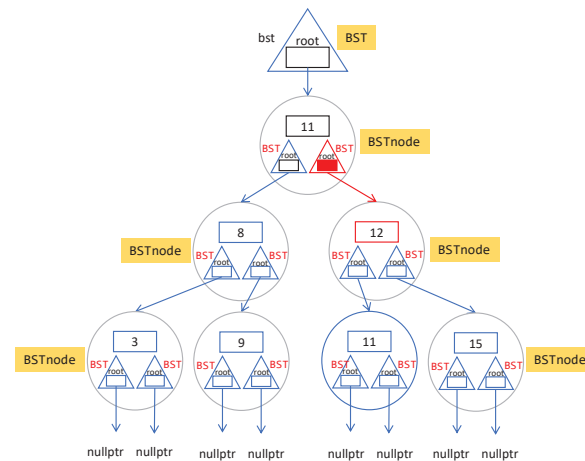 bst root BST
11
BST root root BST BSTnode
8 12
BSTnode BST root root BST BST root root BST BSTnode
3 9 11 15
BSTnode BST root root BST BST root root BST BST root root BST BST root root BST BSTnode
nullptr nullptr nullptr nullptr nullptr nullptr nullptr nullptr